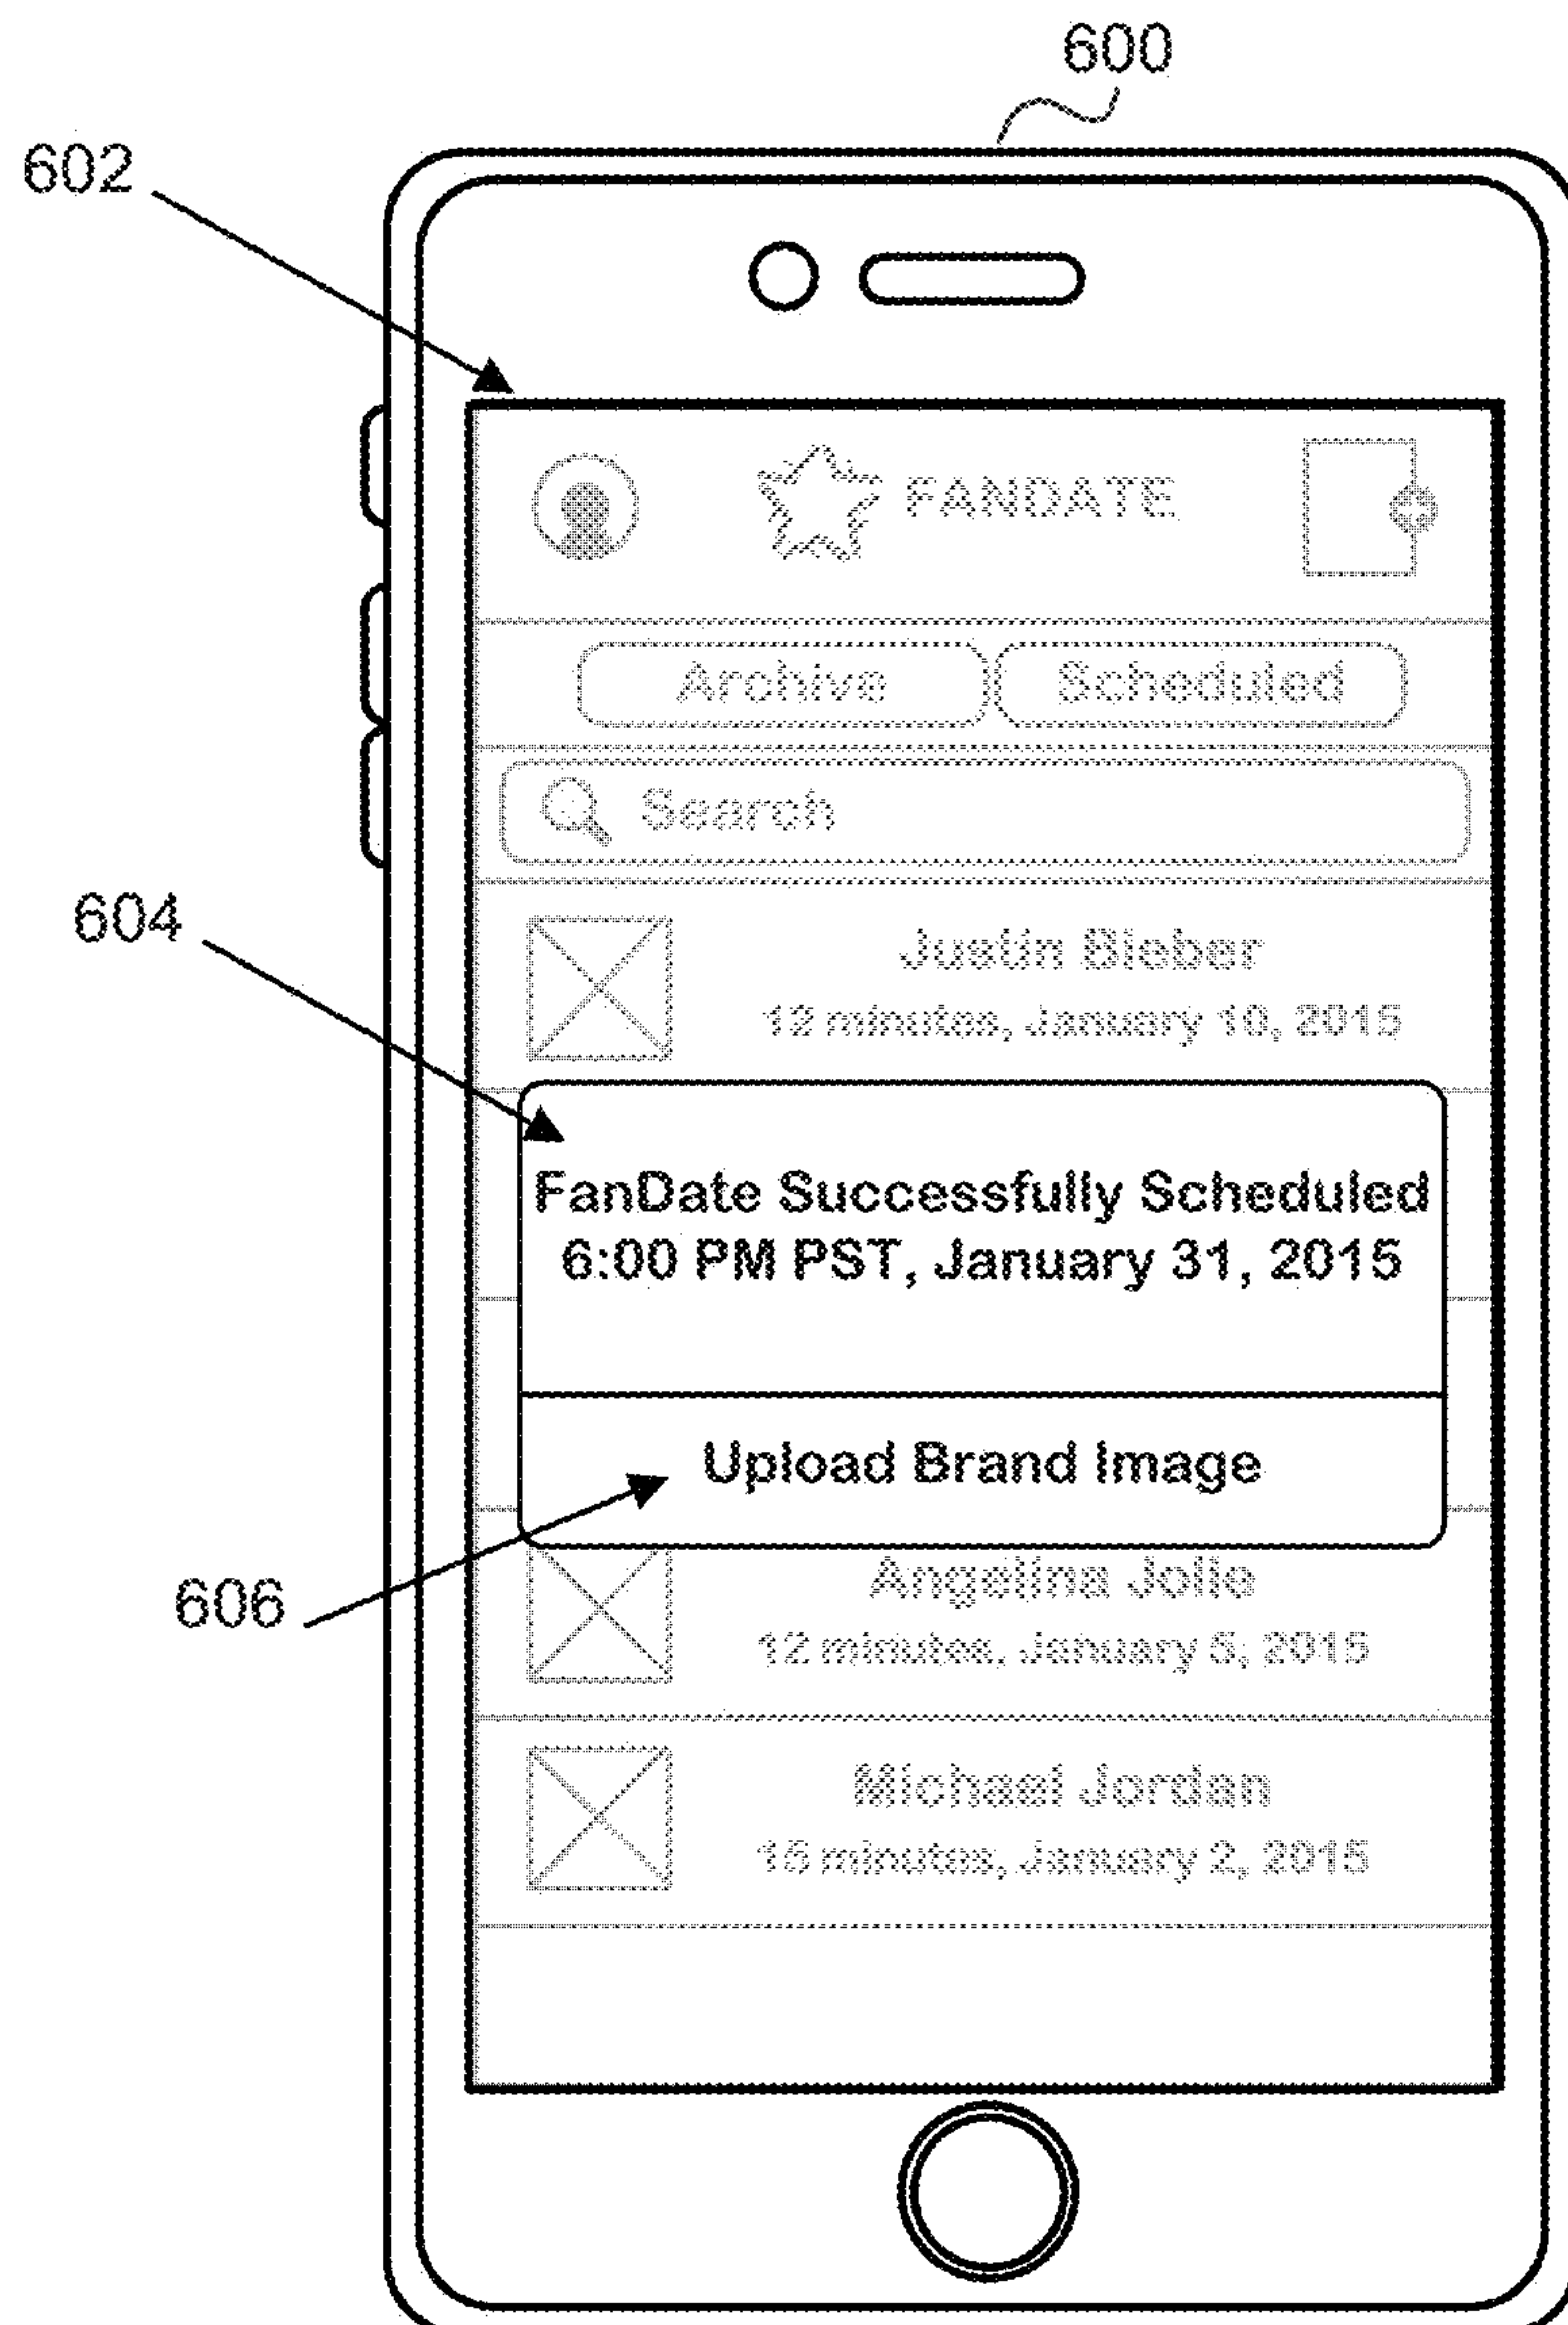 600
602
FANDATE
Archive Scheduled
Search
604
Justin Bieber
12 minutes, January 10, 2015
FanDate Successfully Scheduled
6:00 PM PST, January 31, 2015
Upload Brand Image
606
Angelina Jolie
12 minutes, January 5, 2015
Michael Jordan
15 minutes, January 2, 2015